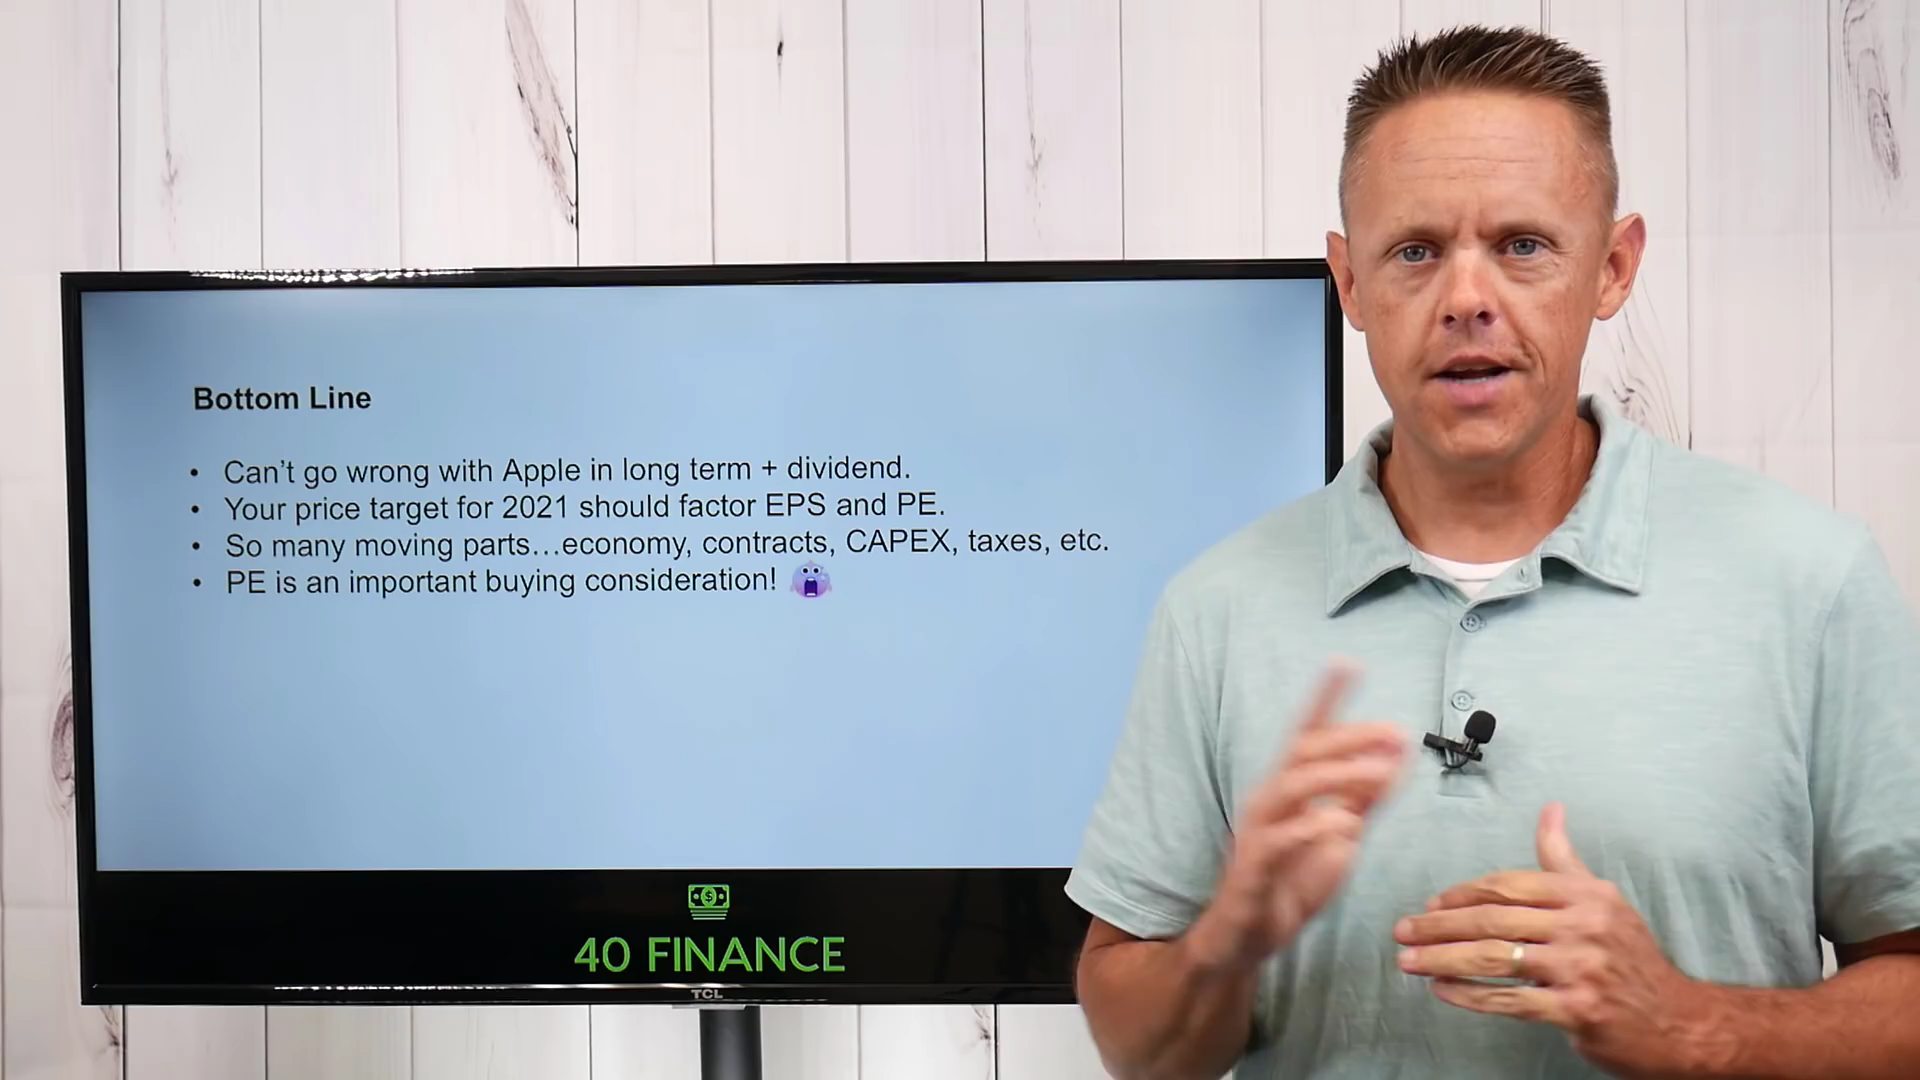 Bottom Line
• Can’t go wrong with Apple in long term + dividend.
• Your price target for 2021 should factor EPS and PE.
• So many moving parts…economy, contracts, CAPEX, taxes, etc.
• PE is an important buying consideration! 😱
40 FINANCE
TCL